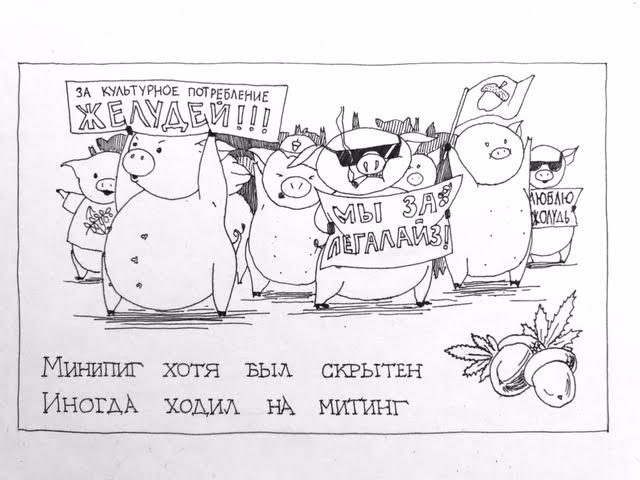 ЗА КУЛЬТУРНОЕ ПОТРЕБЛЕНИЕ
ЖЕЛУДЕЙ!!!
МЫ ЗА
ЛЕГАЛАЙЗ!
ЛЮБЛЮ
ЖОЛУДЬ
МИНИПИГ ХОТЯ БЫЛ СКРЫТЕН
ИНОГДА ХОДИЛ НА МИТИНГ